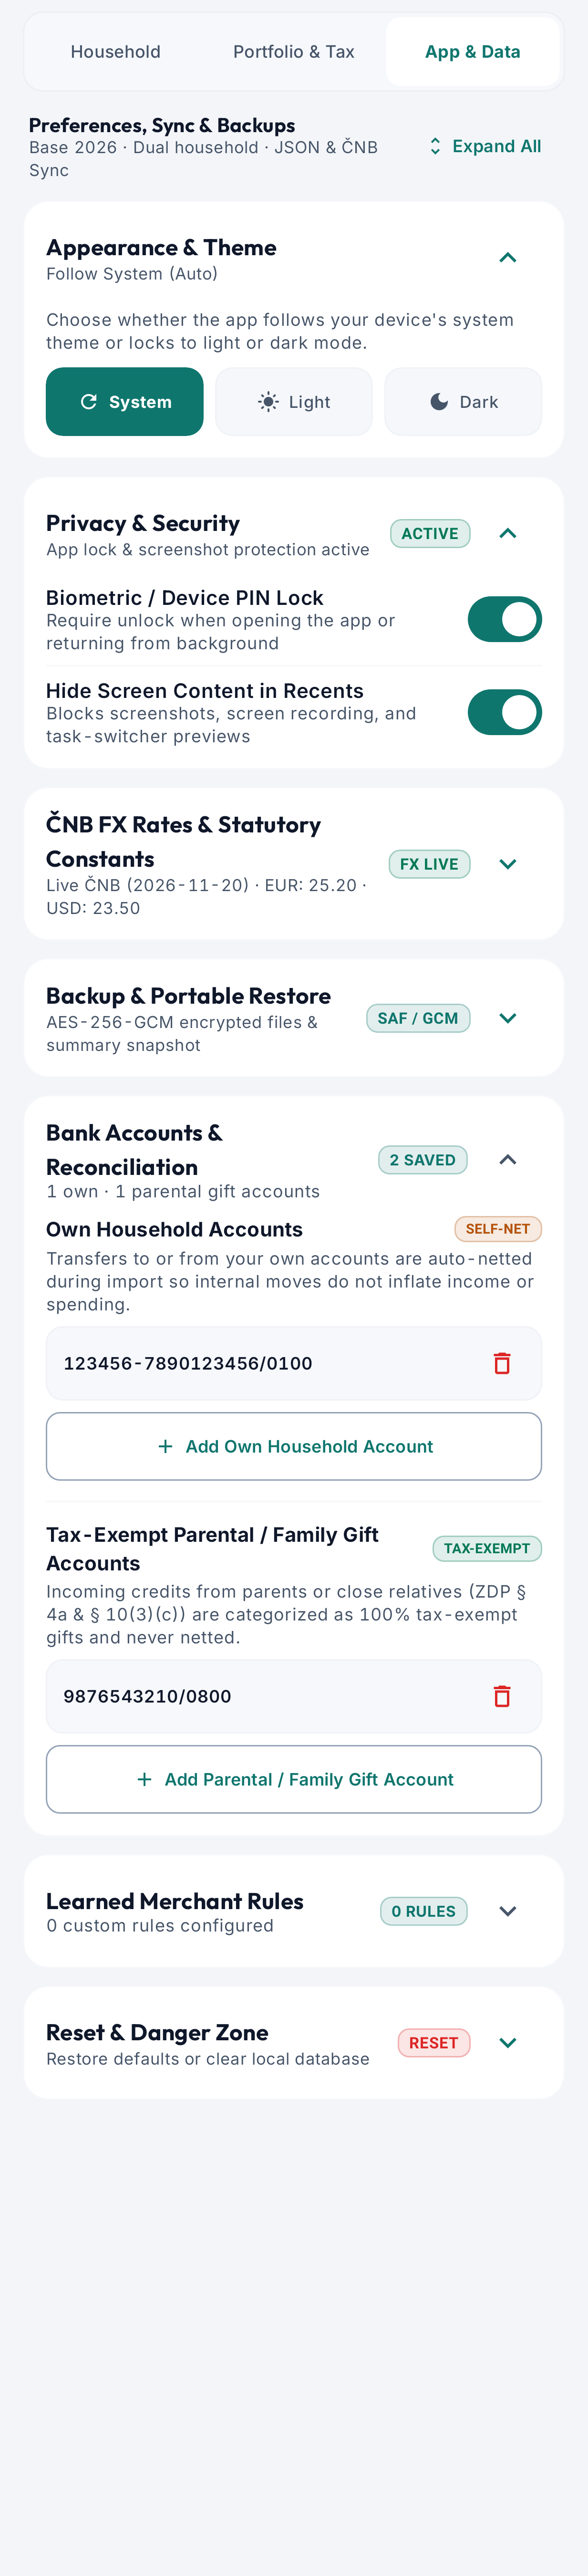 Household
Portfolio & Tax
App & Data
Preferences, Sync & Backups
Base 2026 · Dual household · JSON & ČNB
Sync
Expand All
Appearance & Theme
Follow System (Auto)
Choose whether the app follows your device's system
theme or locks to light or dark mode.
System
Light
Dark
Privacy & Security
App lock & screenshot protection active
ACTIVE
Biometric / Device PIN Lock
Require unlock when opening the app or
returning from background
Hide Screen Content in Recents
Blocks screenshots, screen recording, and
task-switcher previews
ČNB FX Rates & Statutory
Constants
Live ČNB (2026-11-20) · EUR: 25.20 ·
USD: 23.50
FX LIVE
Backup & Portable Restore
AES-256-GCM encrypted files &
summary snapshot
SAF / GCM
Bank Accounts &
Reconciliation
1 own · 1 parental gift accounts
2 SAVED
Own Household Accounts
SELF-NET
Transfers to or from your own accounts are auto-netted
during import so internal moves do not inflate income or
spending.
123456-7890123456/0100
Add Own Household Account
Tax-Exempt Parental / Family Gift
Accounts
TAX-EXEMPT
Incoming credits from parents or close relatives (ZDP §
4a & § 10(3)(c)) are categorized as 100% tax-exempt
gifts and never netted.
9876543210/0800
Add Parental / Family Gift Account
Learned Merchant Rules
0 custom rules configured
0 RULES
Reset & Danger Zone
Restore defaults or clear local database
RESET